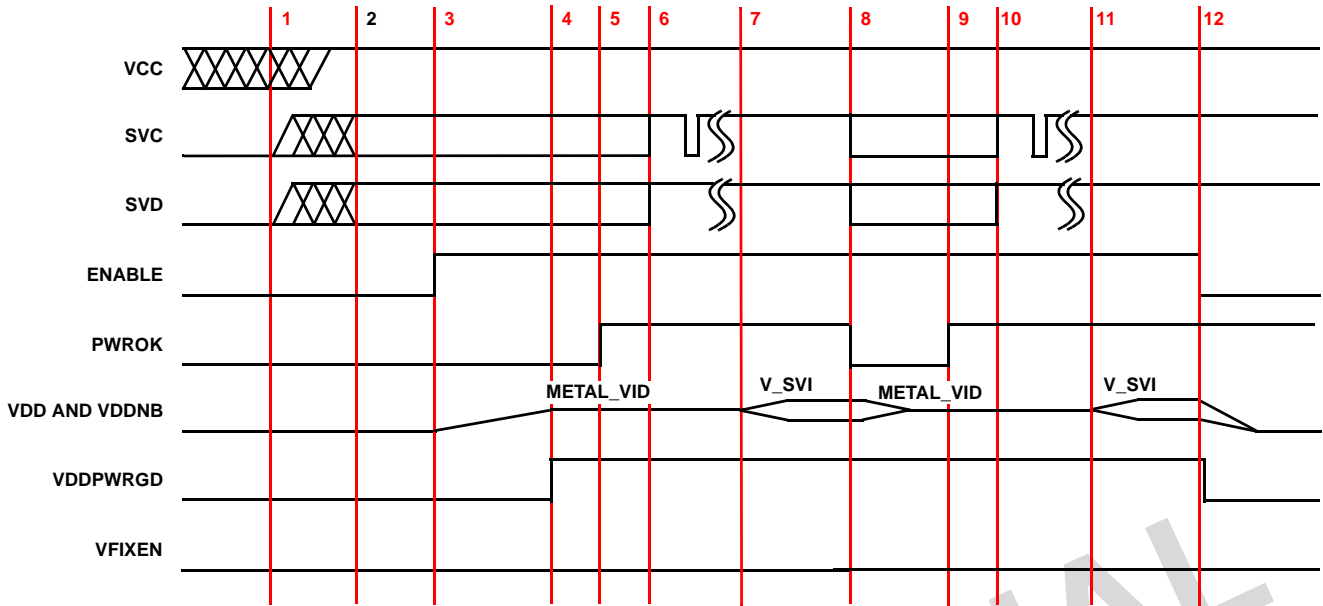 1 2 3 4 5 6 7 8 9 10 11 12
VCC
SVC
SVD
ENABLE
PWROK
METAL_VID V_SVI METAL_VID V_SVI
VDD AND VDDNB
VDDPWRGD
VFIXEN